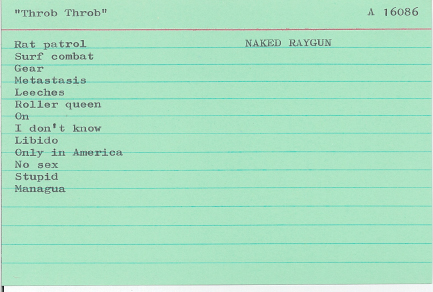 "Throb Throb" A 16086
Rat patrol NAKED RAYGUN
Surf combat
Gear
Metastasis
Leeches
Roller queen
On
I don't know
Libido
Only in America
No sex
Stupid
Managua